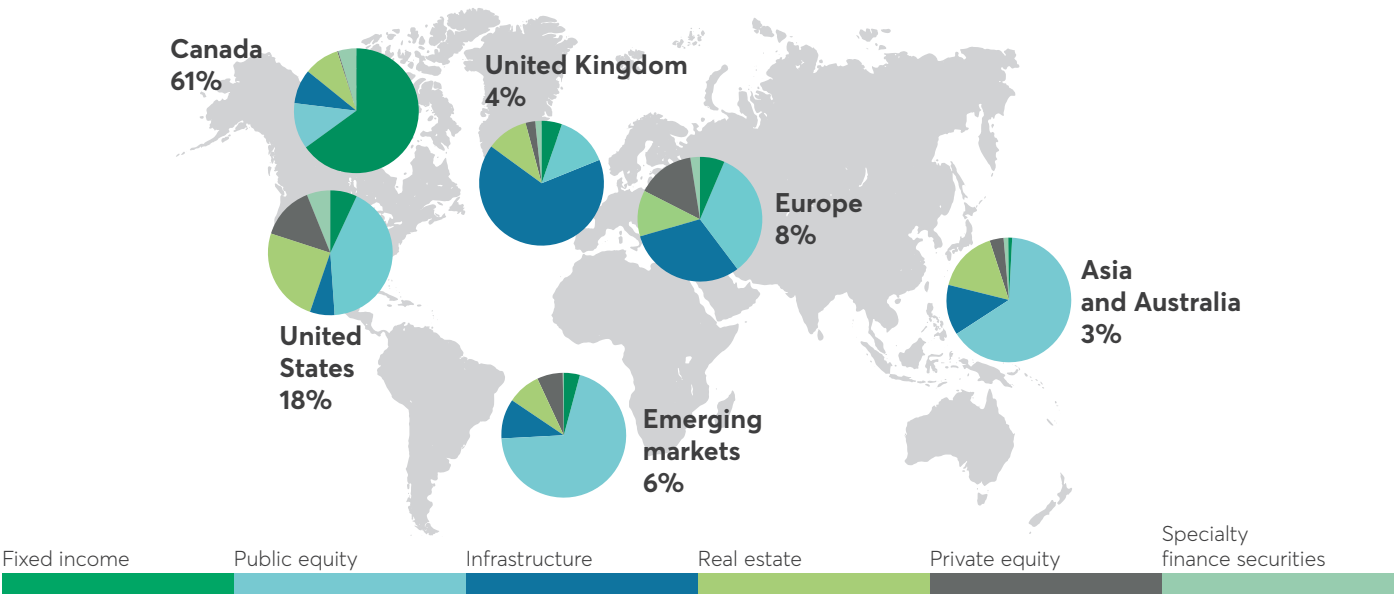 Canada
61%
United Kingdom
4%
Europe
8%
Asia
and Australia
3%
United
States
18%
Emerging
markets
6%
Fixed income
Public equity
Infrastructure
Real estate
Private equity
Specialty
finance securities